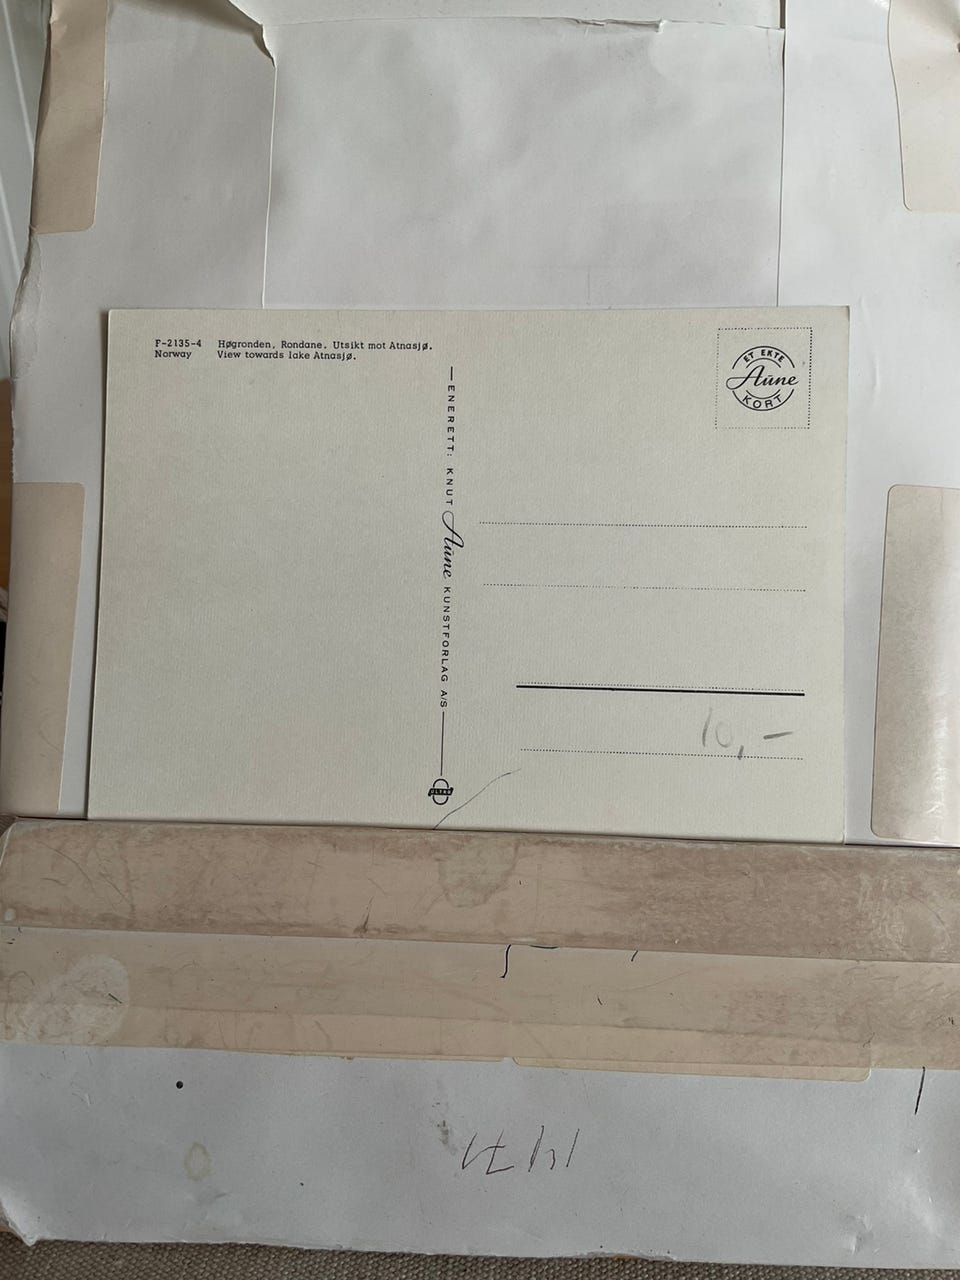 F-2135-4 Høgronden, Rondane. Utsikt mot Atnasjø.
Norway View towards lake Atnasjø.
ET EKTE
Aune
KORT
ENERETT: KNUT Aune KUNSTFORLAG A/S
ULTRA
10,-